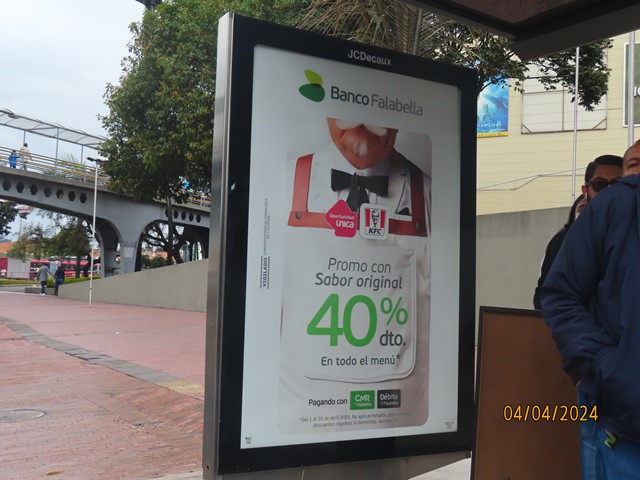 JCDecaux
Banco Falabella
Oportunidad
única
KFC
Promo con
Sabor original
40%
dto.
En todo el menú*
Pagando con CMR Débito
VIGILADO
04/04/2024